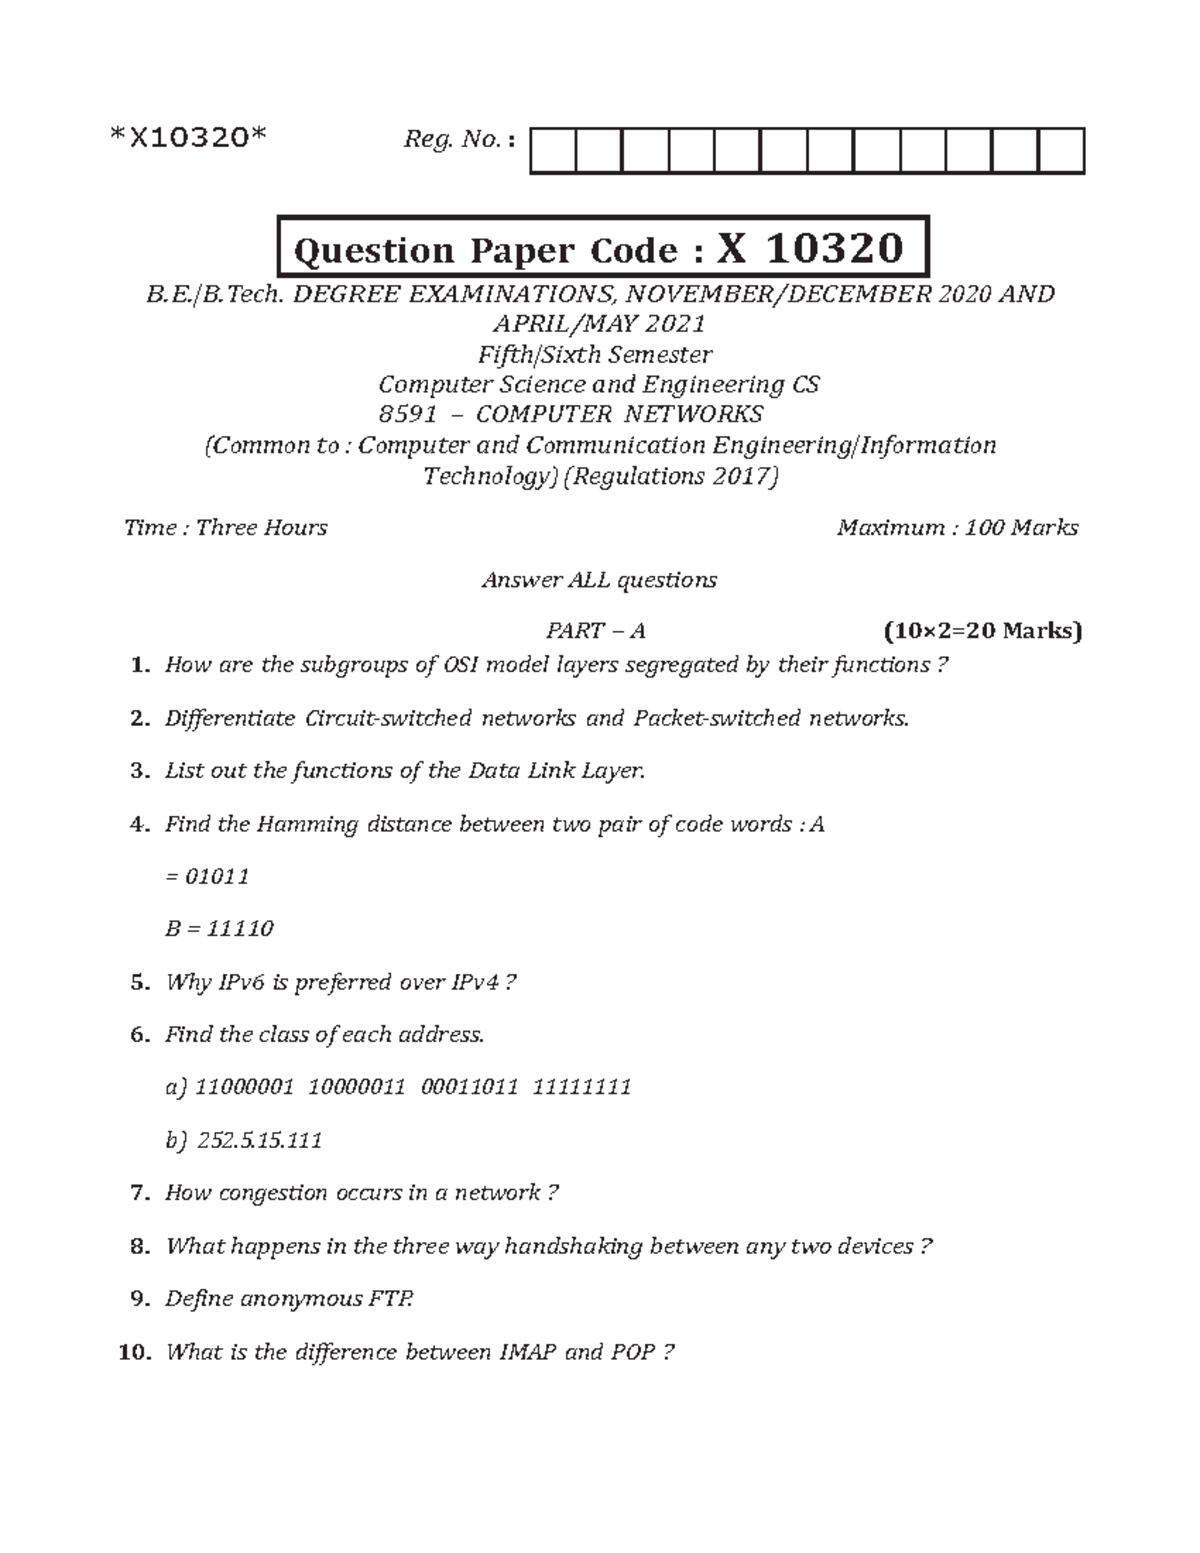 *X10320* Reg. No. :
Question Paper Code : X 10320
B.E./B.Tech. DEGREE EXAMINATIONS, NOVEMBER/DECEMBER 2020 AND
APRIL/MAY 2021
Fifth/Sixth Semester
Computer Science and Engineering CS
8591 – COMPUTER NETWORKS
(Common to : Computer and Communication Engineering/Information
Technology) (Regulations 2017)
Time : Three Hours Maximum : 100 Marks
Answer ALL questions
PART – A (10×2=20 Marks)
1. How are the subgroups of OSI model layers segregated by their functions ?
2. Differentiate Circuit-switched networks and Packet-switched networks.
3. List out the functions of the Data Link Layer.
4. Find the Hamming distance between two pair of code words : A
= 01011
B = 11110
5. Why IPv6 is preferred over IPv4 ?
6. Find the class of each address.
a) 11000001 10000011 00011011 11111111
b) 252.5.15.111
7. How congestion occurs in a network ?
8. What happens in the three way handshaking between any two devices ?
9. Define anonymous FTP.
10. What is the difference between IMAP and POP ?